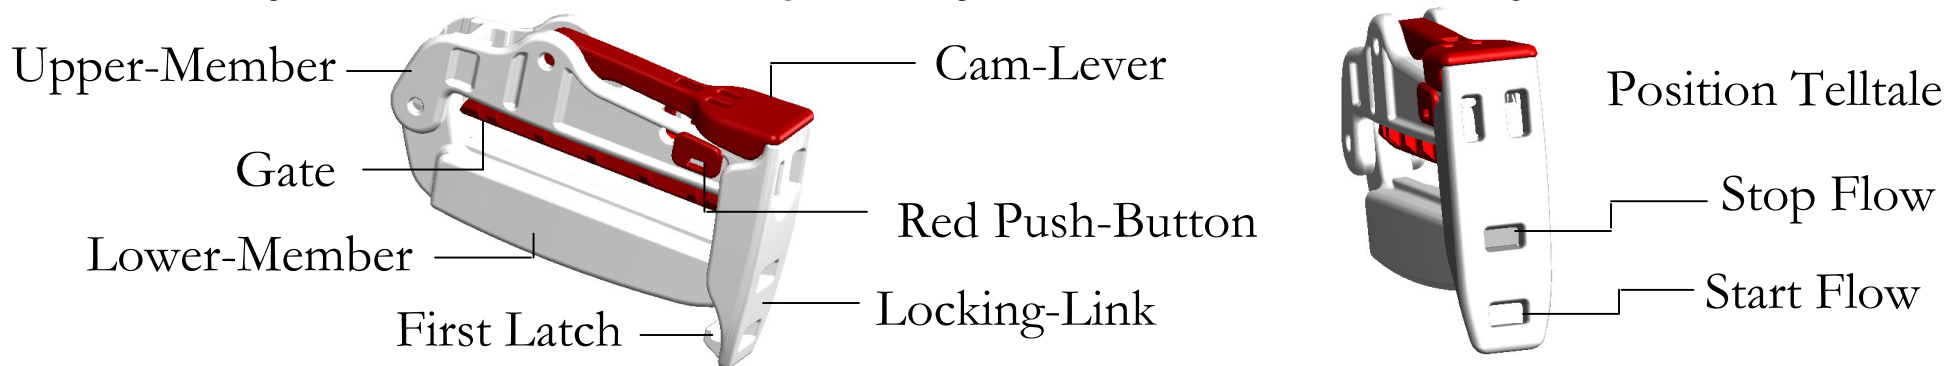 Upper-Member
Cam-Lever
Position Telltale
Gate
Stop Flow
Red Push-Button
Lower-Member
Start Flow
Locking-Link
First Latch